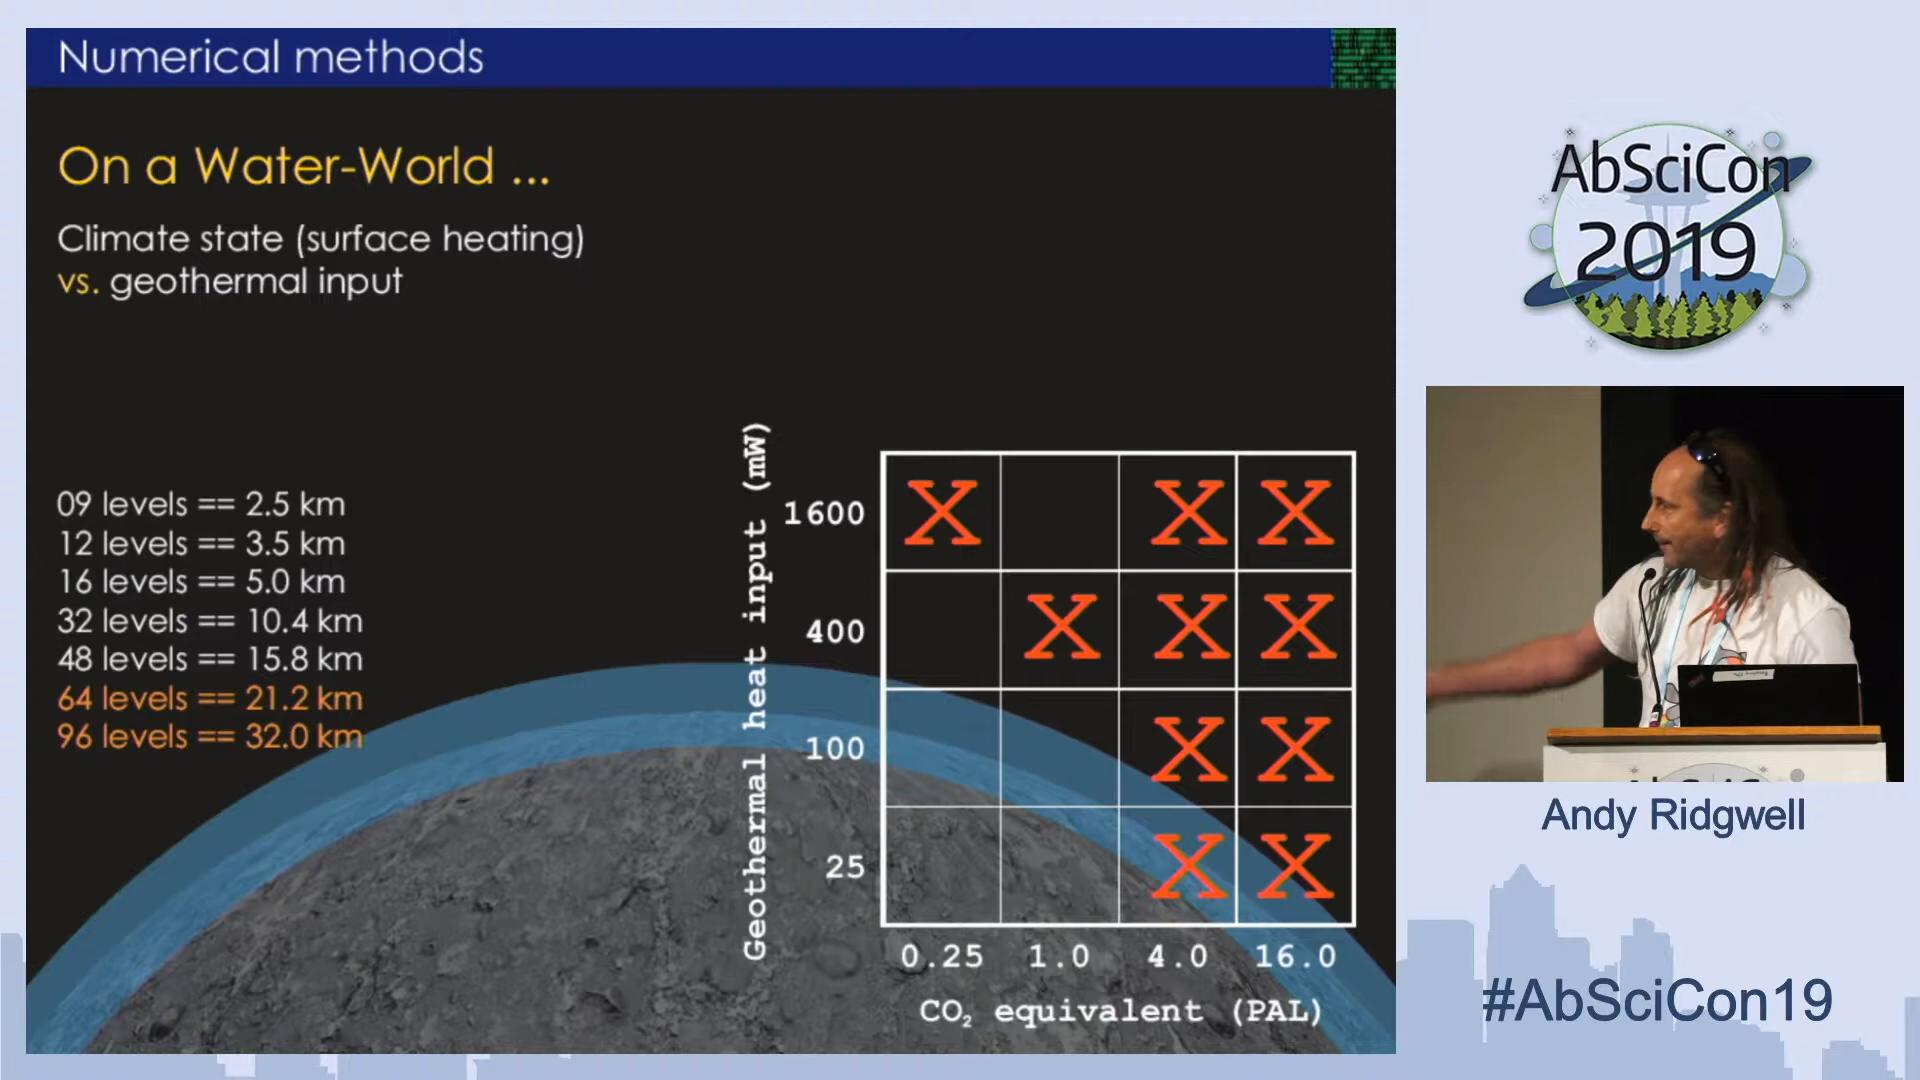 Numerical methods
On a Water-World ...
Climate state (surface heating)
vs. geothermal input
09 levels == 2.5 km
12 levels == 3.5 km
16 levels == 5.0 km
32 levels == 10.4 km
48 levels == 15.8 km
64 levels == 21.2 km
96 levels == 32.0 km
Geothermal heat input (mW)
1600
X X X
400
X X X
100
X X
25
X X
0.25 1.0 4.0 16.0
CO₂ equivalent (PAL)
AbSciCon
2019
Andy Ridgwell
#AbSciCon19